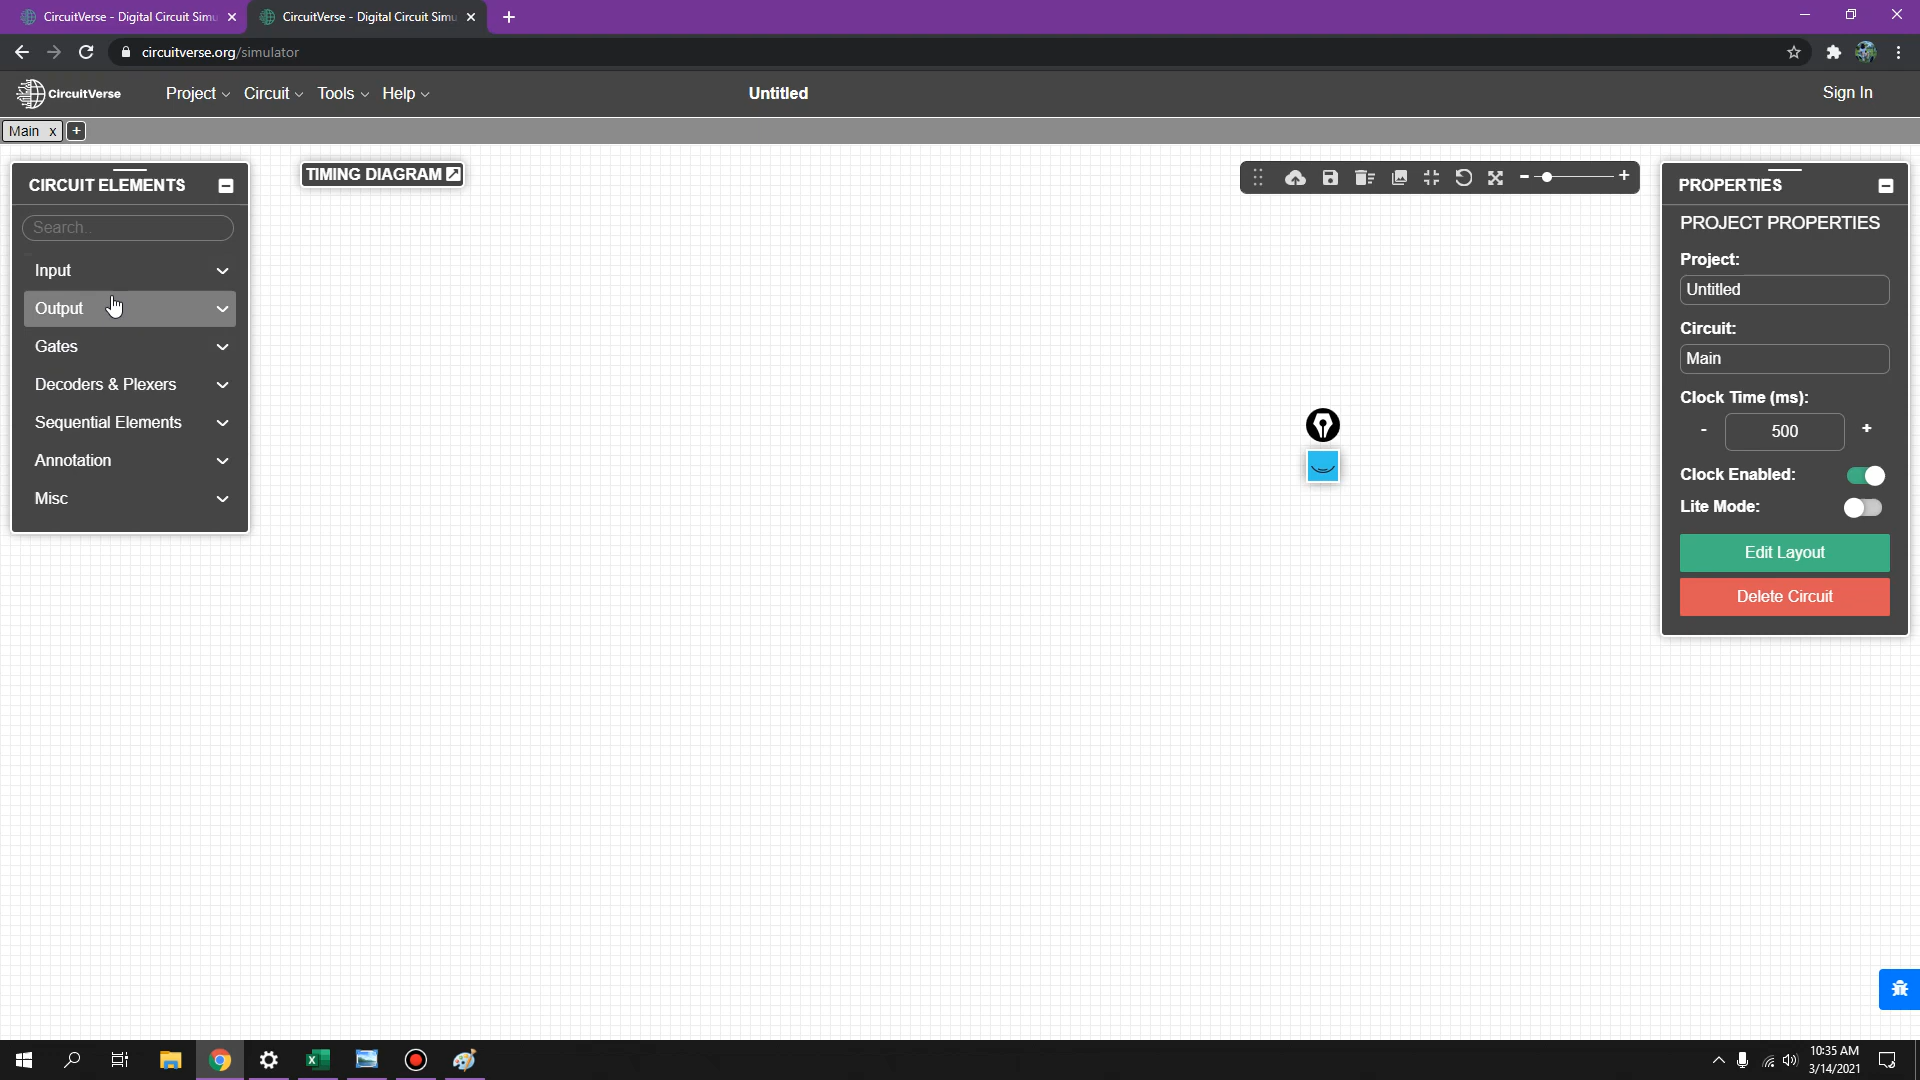 CircuitVerse - Digital Circuit Simu
CircuitVerse - Digital Circuit Simu
circuitverse.org/simulator
CircuitVerse
Project
Circuit
Tools
Help
Untitled
Sign In
Main x +
CIRCUIT ELEMENTS
Search..
Input
Output
Gates
Decoders & Plexers
Sequential Elements
Annotation
Misc
TIMING DIAGRAM
PROPERTIES
PROJECT PROPERTIES
Project:
Untitled
Circuit:
Main
Clock Time (ms):
- 500 +
Clock Enabled:
Lite Mode:
Edit Layout
Delete Circuit
10:35 AM
3/14/2021